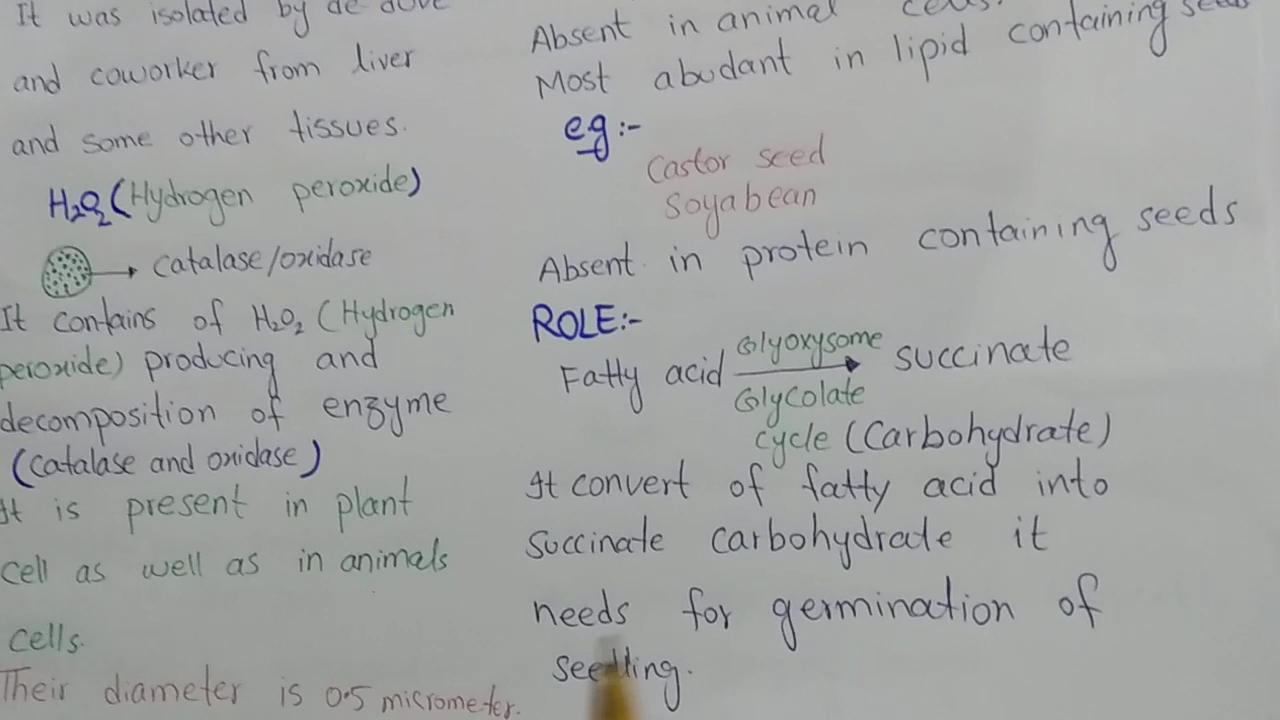 It was isolated by de duve
and coworker from liver
and some other tissues.
H₂O₂ (Hydrogen peroxide)
catalase/oxidase
It contains of H₂O₂ (Hydrogen
peroxide) producing and
decomposition of enzyme
(catalase and oxidase)
It is present in plant
cell as well as in animals
cells.
Their diameter is 0.5 micrometer.
Absent in animal cells.
Most abudant in lipid containing seeds
eg:-
Castor seed
Soyabean
Absent in protein containing seeds
ROLE:-
Fatty acid Glyoxysome succinate
Glycolate
cycle (Carbohydrate)
It convert of fatty acid into
succinate carbohydrate it
needs for germination of
seedling.